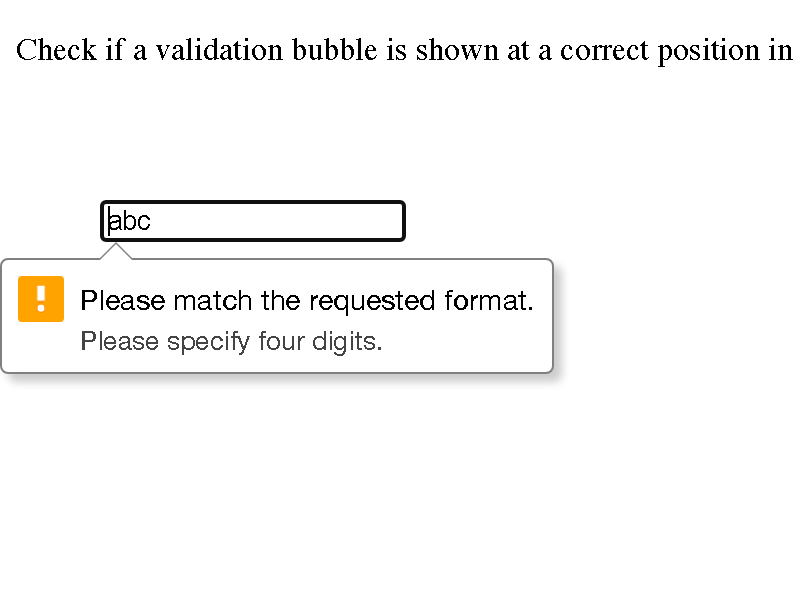 Check if a validation bubble is shown at a correct position in
abc
Please match the requested format.
Please specify four digits.